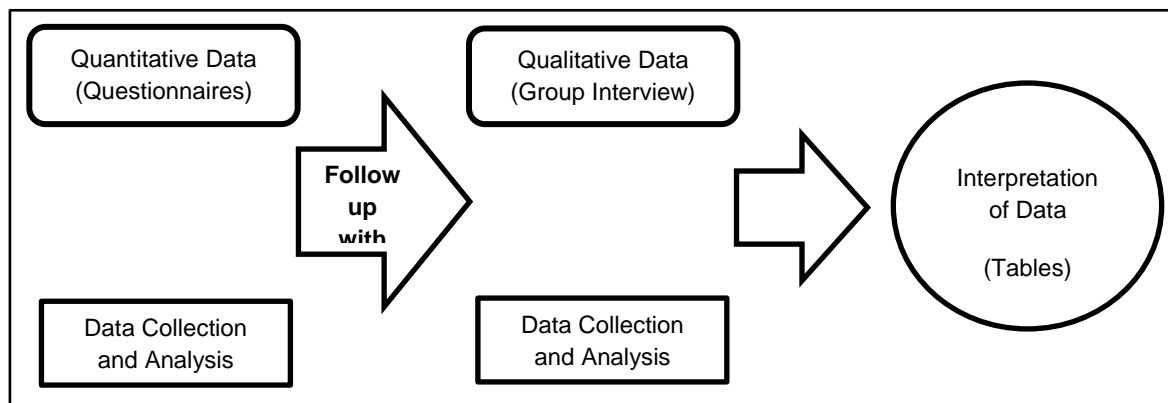 Quantitative Data
(Questionnaires)
Data Collection
and Analysis
Follow
up
with
Qualitative Data
(Group Interview)
Data Collection
and Analysis
Interpretation
of Data
(Tables)